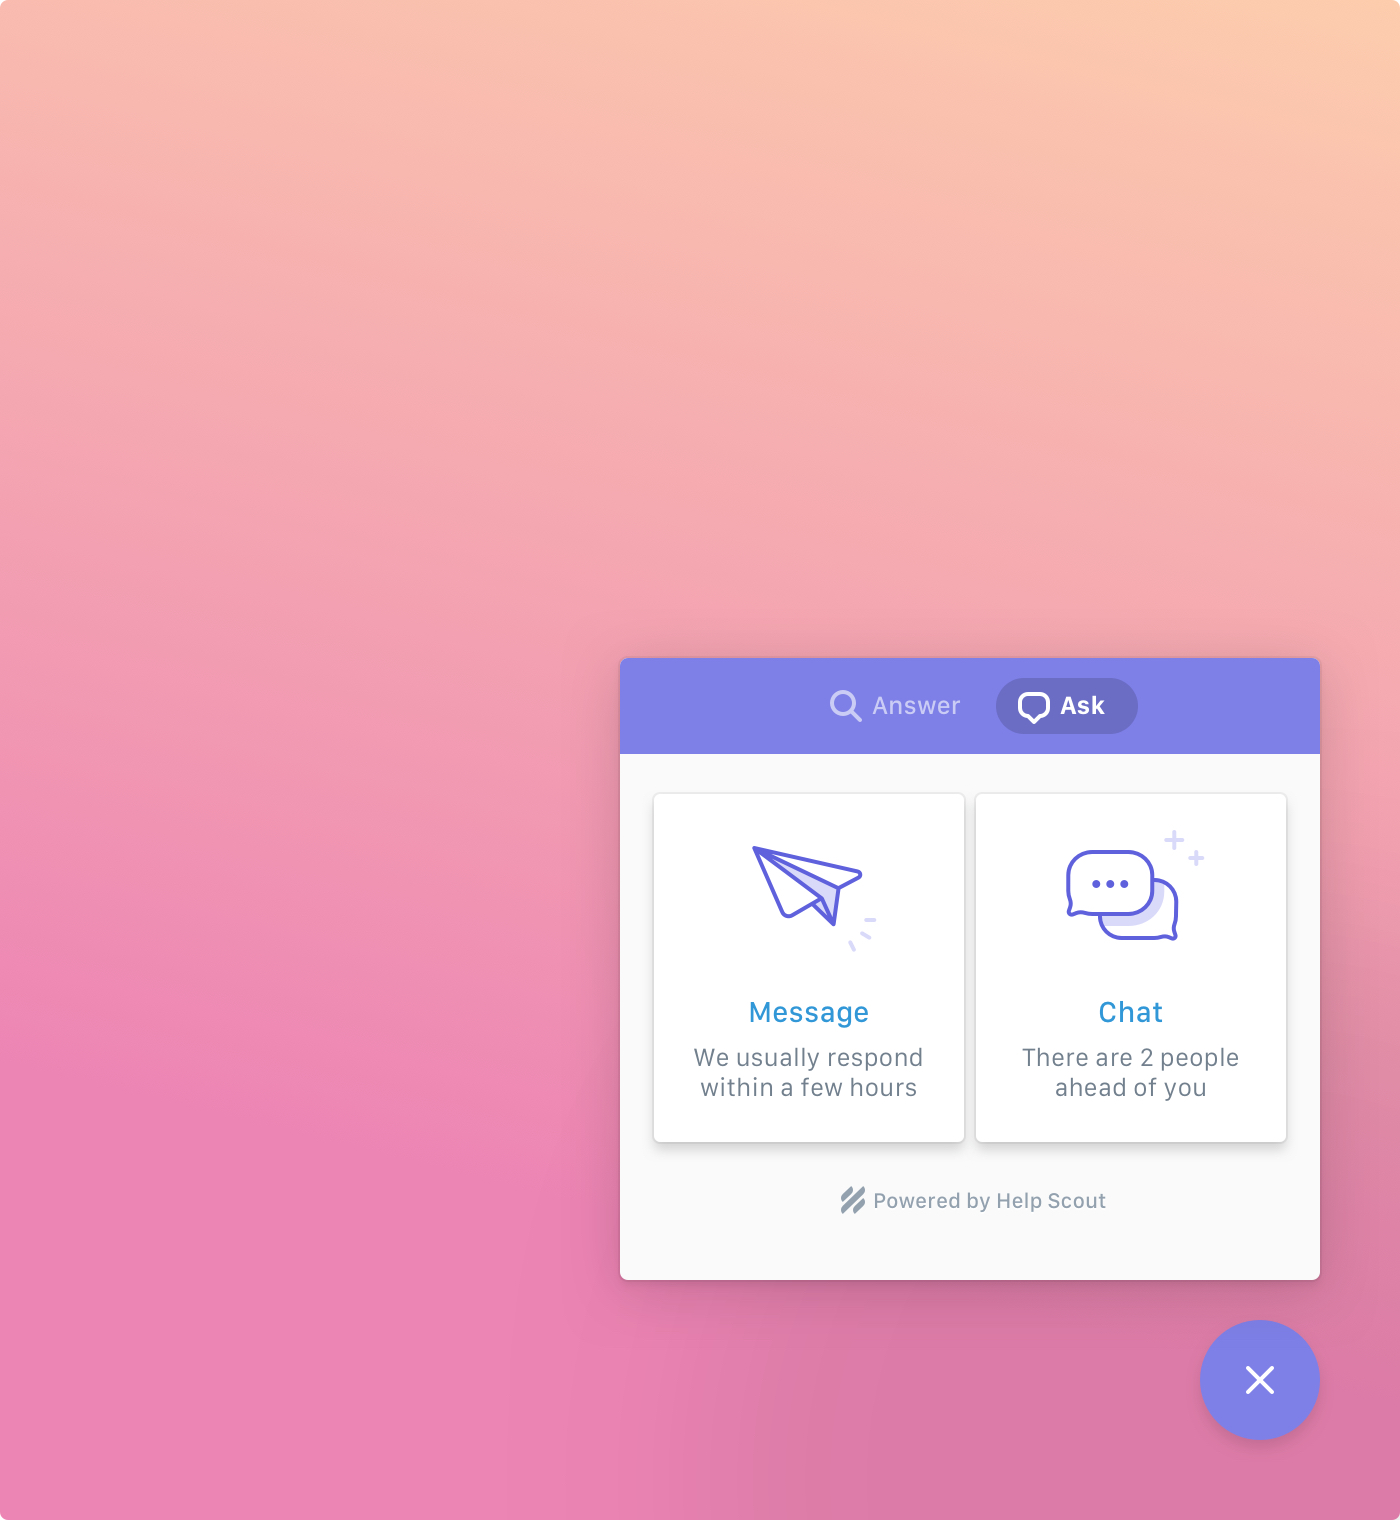 Answer
Ask
Message
We usually respond
within a few hours
Chat
There are 2 people
ahead of you
Powered by Help Scout